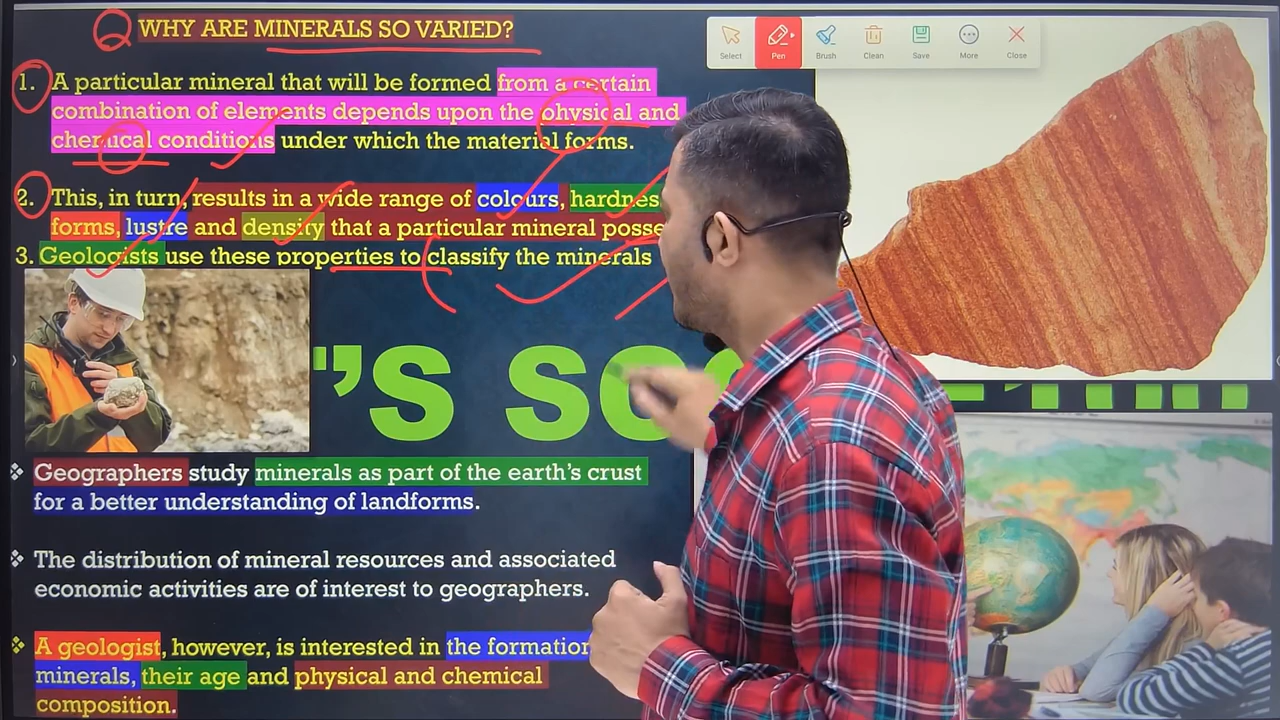 Q WHY ARE MINERALS SO VARIED?
Select Pen Brush Clean Save More Close
1. A particular mineral that will be formed from a certain
combination of elements depends upon the physical and
chemical conditions under which the material forms.
2. This, in turn, results in a wide range of colours,
forms, lustre and density that a particular mineral
3. Geologists use these properties to classify the minerals
’S
❖ Geographers study minerals as part of the earth’s crust
for a better understanding of landforms.
❖ The distribution of mineral resources and associated
economic activities are of interest to geographers.
❖ A geologist, however, is interested in the formation
minerals, their age and physical and chemical
composition.